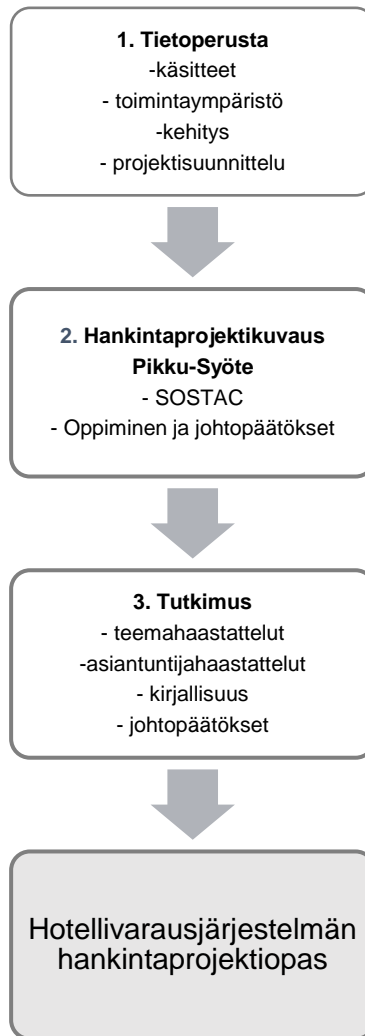 1. Tietoperusta
-käsitteet
- toimintaympäristö
-kehitys
- projektisuunnittelu
2. Hankintaprojektikuvaus
Pikku-Syöte
- SOSTAC
- Oppiminen ja johtopäätökset
3. Tutkimus
- teemahaastattelut
-asiantuntijahaastattelut
- kirjallisuus
- johtopäätökset
Hotellivarausjärjestelmän
hankintaprojektiopas